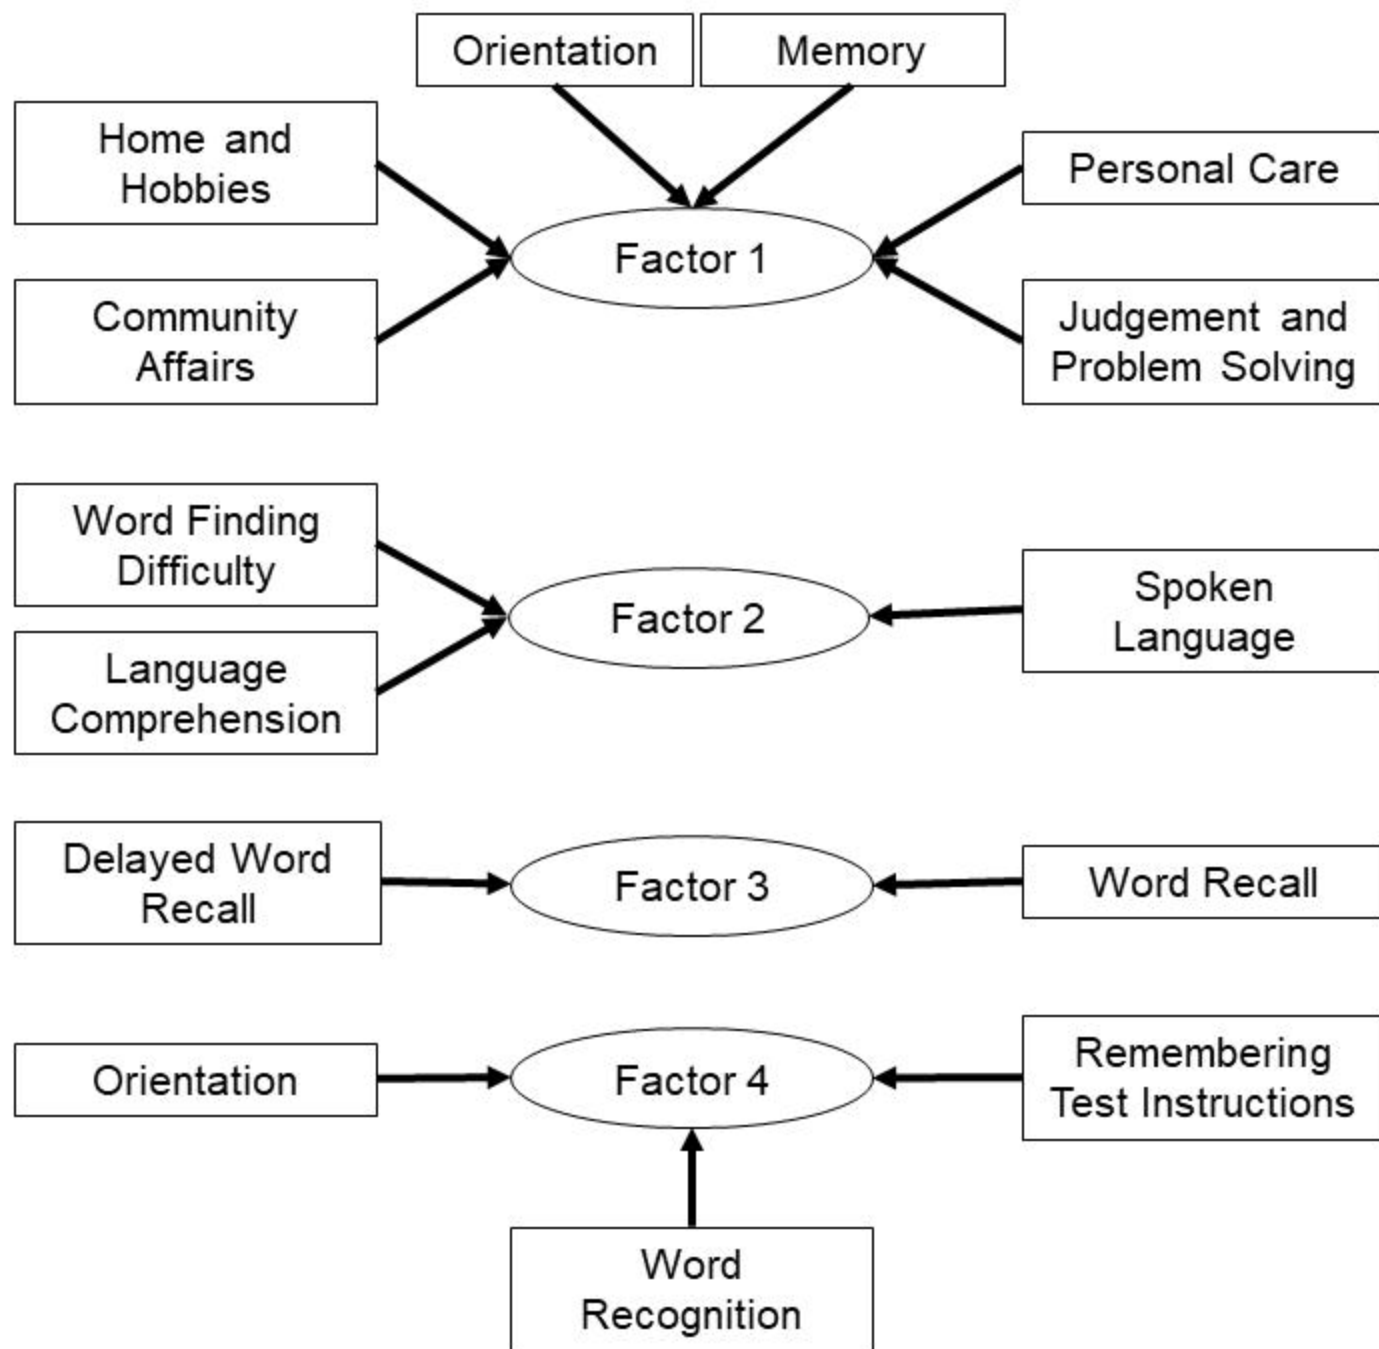 Orientation
Memory
Home and
Hobbies
Personal Care
Factor 1
Community
Affairs
Judgement and
Problem Solving
Word Finding
Difficulty
Factor 2
Spoken
Language
Language
Comprehension
Delayed Word
Recall
Factor 3
Word Recall
Orientation
Factor 4
Remembering
Test Instructions
Word
Recognition